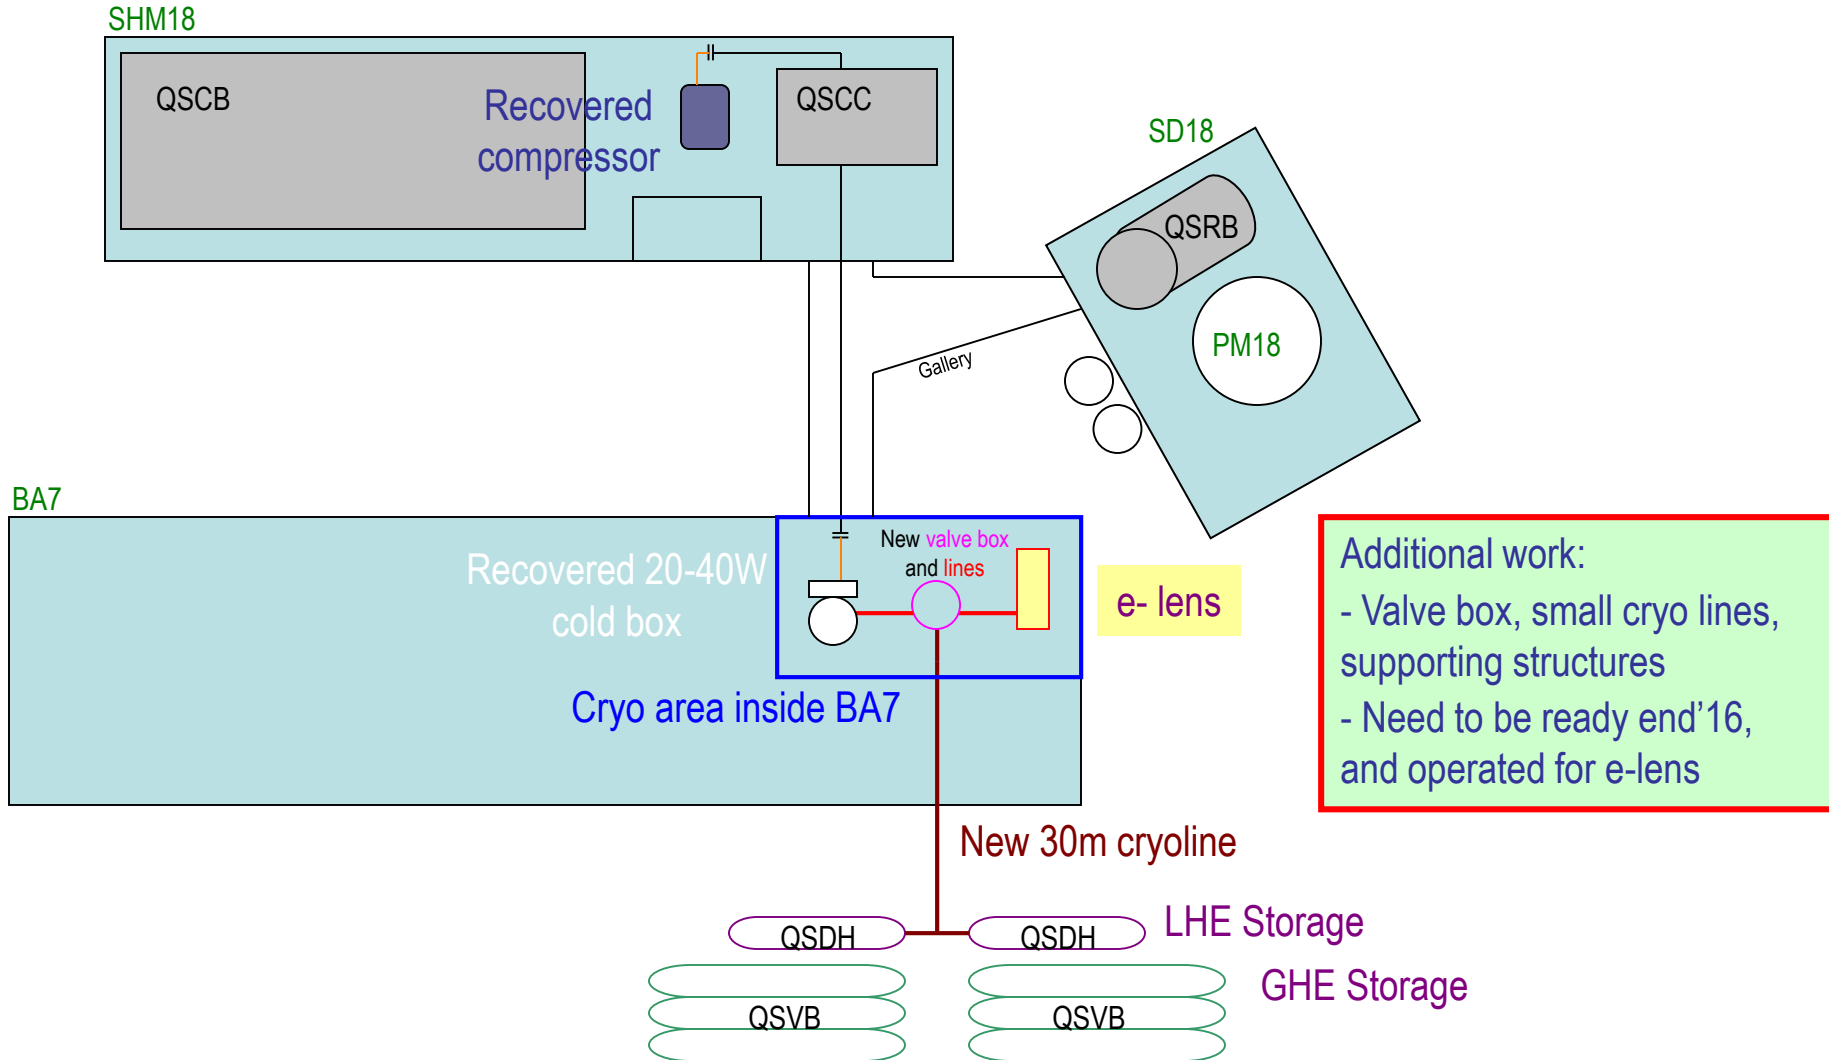 SHM18
QSCB
Recovered
compressor
QSCC
SD18
QSRB
PM18
Gallery
BA7
Recovered 20-40W
cold box
New valve box
and lines
e- lens
Cryo area inside BA7
Additional work:
- Valve box, small cryo lines,
supporting structures
- Need to be ready end’16,
and operated for e-lens
New 30m cryoline
QSDH
QSDH
LHE Storage
QSVB
QSVB
GHE Storage